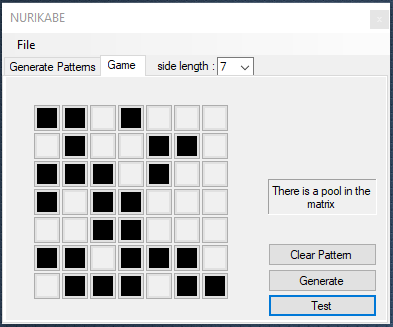 NURIKABE
File
Generate Patterns Game side length : 7
There is a pool in the
matrix
Clear Pattern
Generate
Test